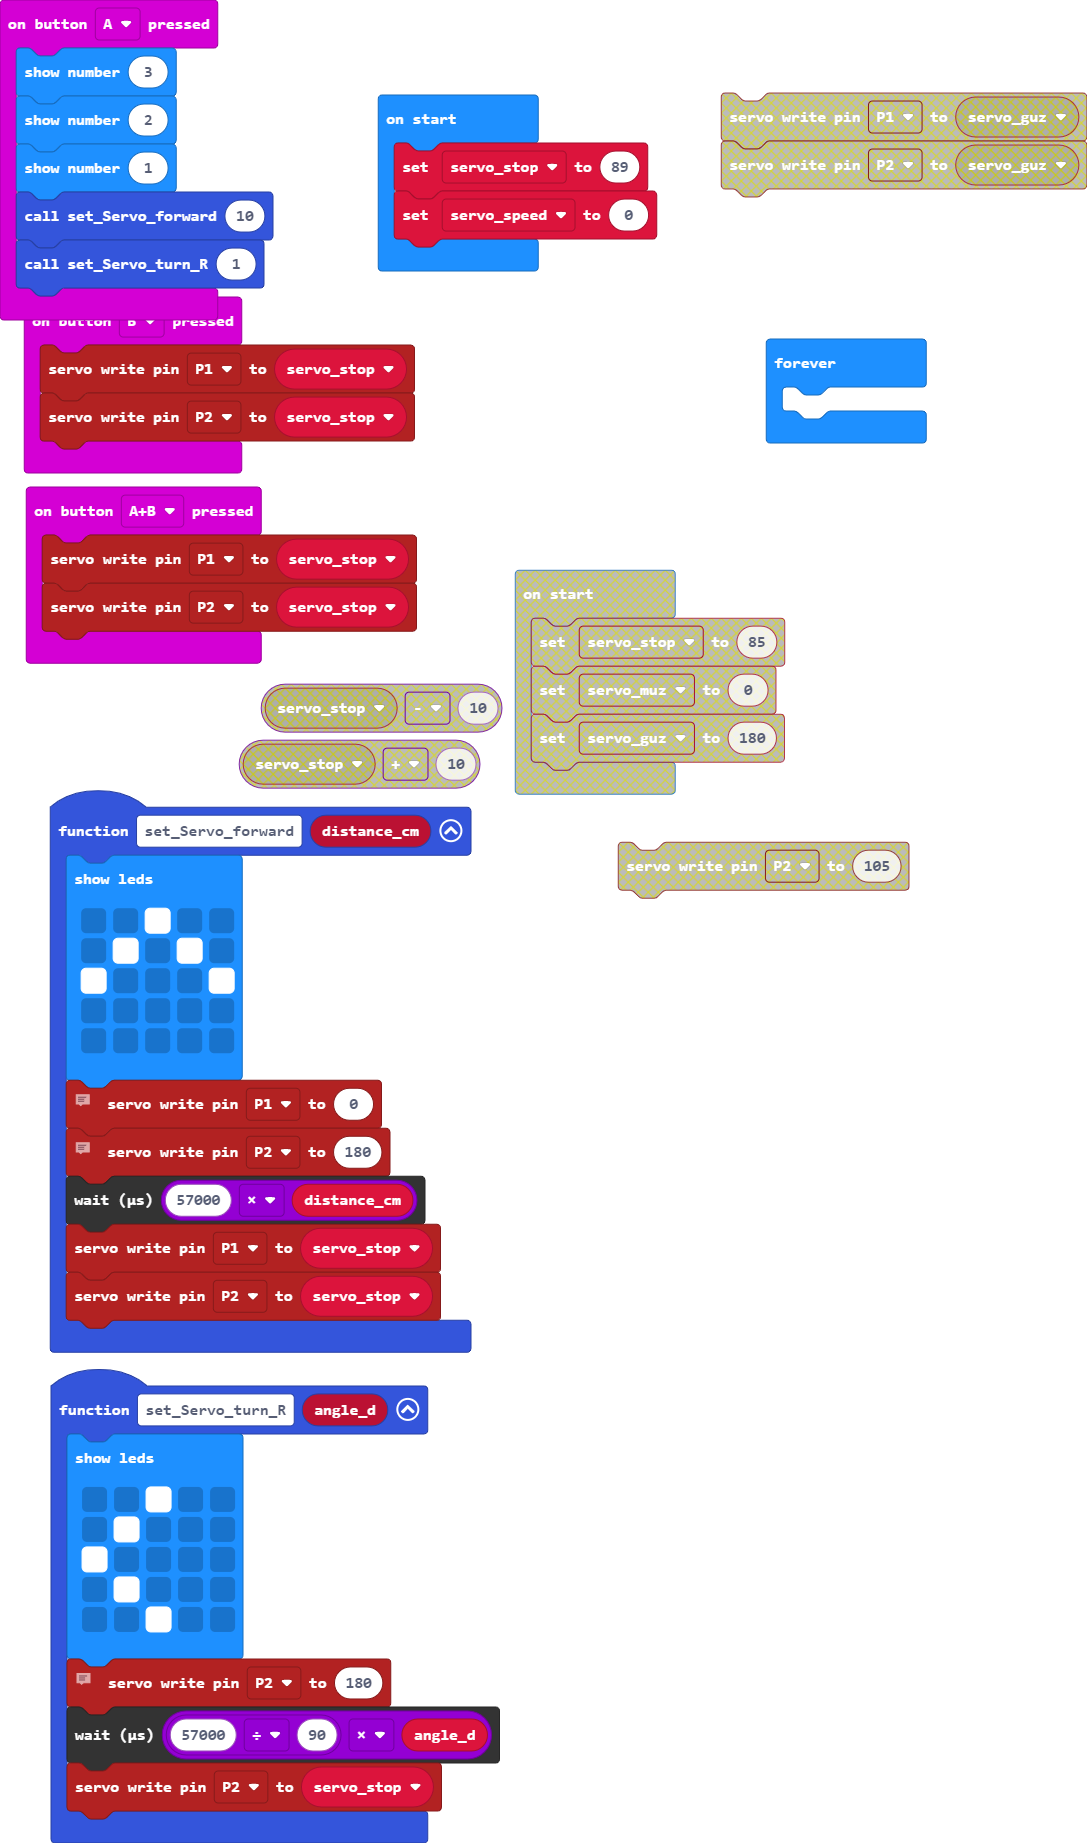 on button A pressed
show number 3
show number 2
show number 1
call set_Servo_forward 10
call set_Servo_turn_R 1
on button B pressed
servo write pin P1 to servo_stop
servo write pin P2 to servo_stop
on button A+B pressed
servo write pin P1 to servo_stop
servo write pin P2 to servo_stop
on start
set servo_stop to 89
set servo_speed to 0
servo write pin P1 to servo_guz
servo write pin P2 to servo_guz
forever
on start
set servo_stop to 85
set servo_muz to 0
set servo_guz to 180
servo_stop - 10
servo_stop + 10
servo write pin P2 to 105
function set_Servo_forward distance_cm
show leds
servo write pin P1 to 0
servo write pin P2 to 180
wait (µs) 57000 × distance_cm
servo write pin P1 to servo_stop
servo write pin P2 to servo_stop
function set_Servo_turn_R angle_d
show leds
servo write pin P2 to 180
wait (µs) 57000 ÷ 90 × angle_d
servo write pin P2 to servo_stop